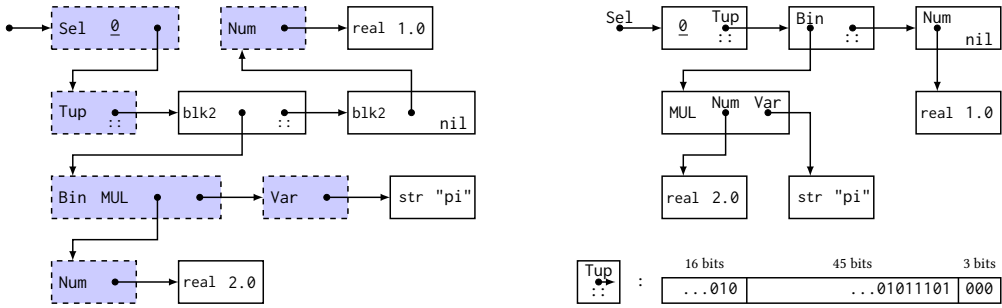 Sel 0
Num
real 1.0
Tup ::
blk2 ::
blk2 nil
Bin MUL
Var
str "pi"
Num
real 2.0
Sel
0 Tup ::
Bin ::
Num nil
MUL Num Var
real 1.0
real 2.0
str "pi"
16 bits 45 bits 3 bits
Tup :: : ...010 ...01011101 000